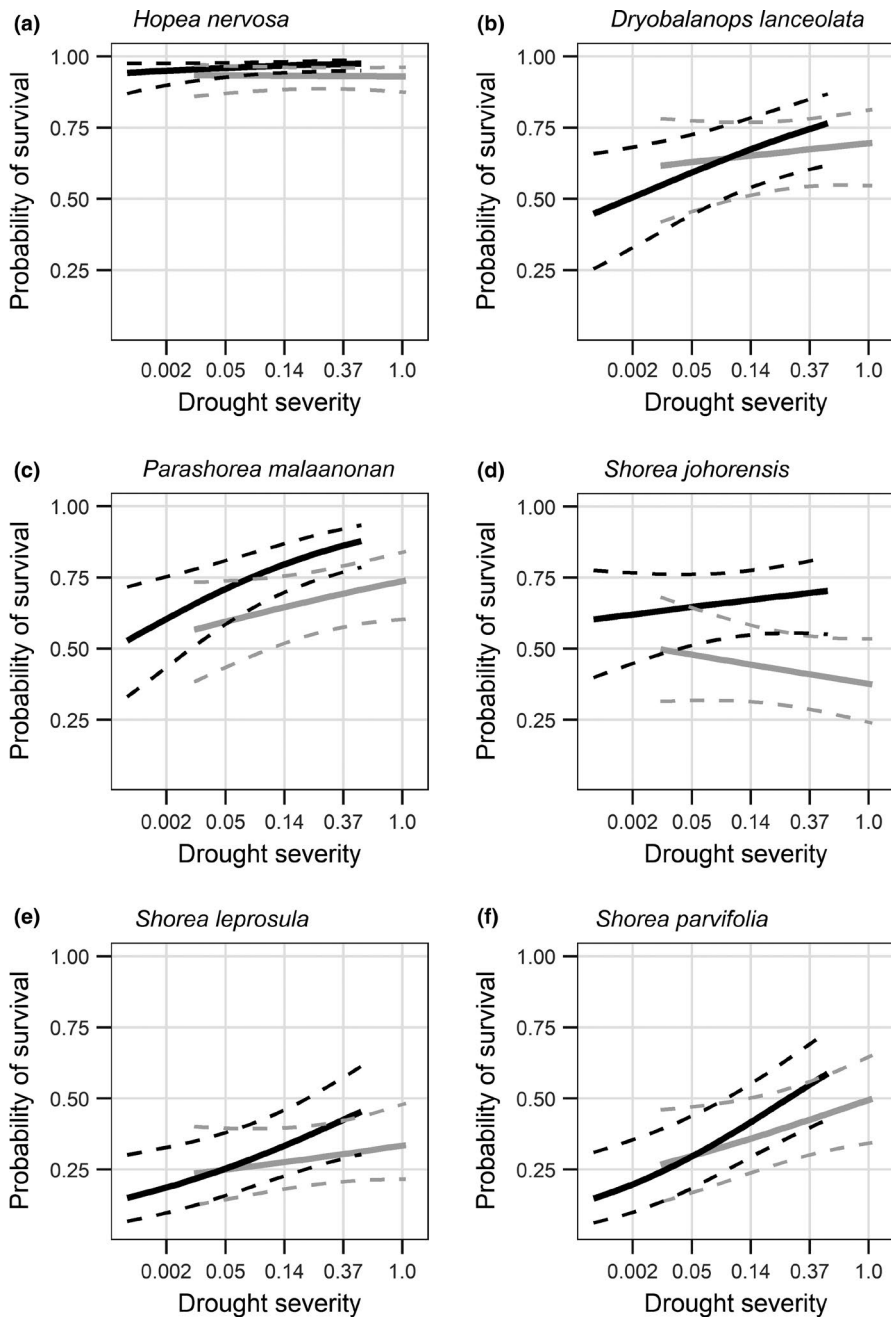 (a) Hopea nervosa
Probability of survival
1.00
0.75
0.50
0.25
0.002 0.05 0.14 0.37 1.0
Drought severity
(b) Dryobalanops lanceolata
Probability of survival
1.00
0.75
0.50
0.25
0.002 0.05 0.14 0.37 1.0
Drought severity
(c) Parashorea malaanonan
Probability of survival
1.00
0.75
0.50
0.25
0.002 0.05 0.14 0.37 1.0
Drought severity
(d) Shorea johorensis
Probability of survival
1.00
0.75
0.50
0.25
0.002 0.05 0.14 0.37 1.0
Drought severity
(e) Shorea leprosula
Probability of survival
1.00
0.75
0.50
0.25
0.002 0.05 0.14 0.37 1.0
Drought severity
(f) Shorea parvifolia
Probability of survival
1.00
0.75
0.50
0.25
0.002 0.05 0.14 0.37 1.0
Drought severity